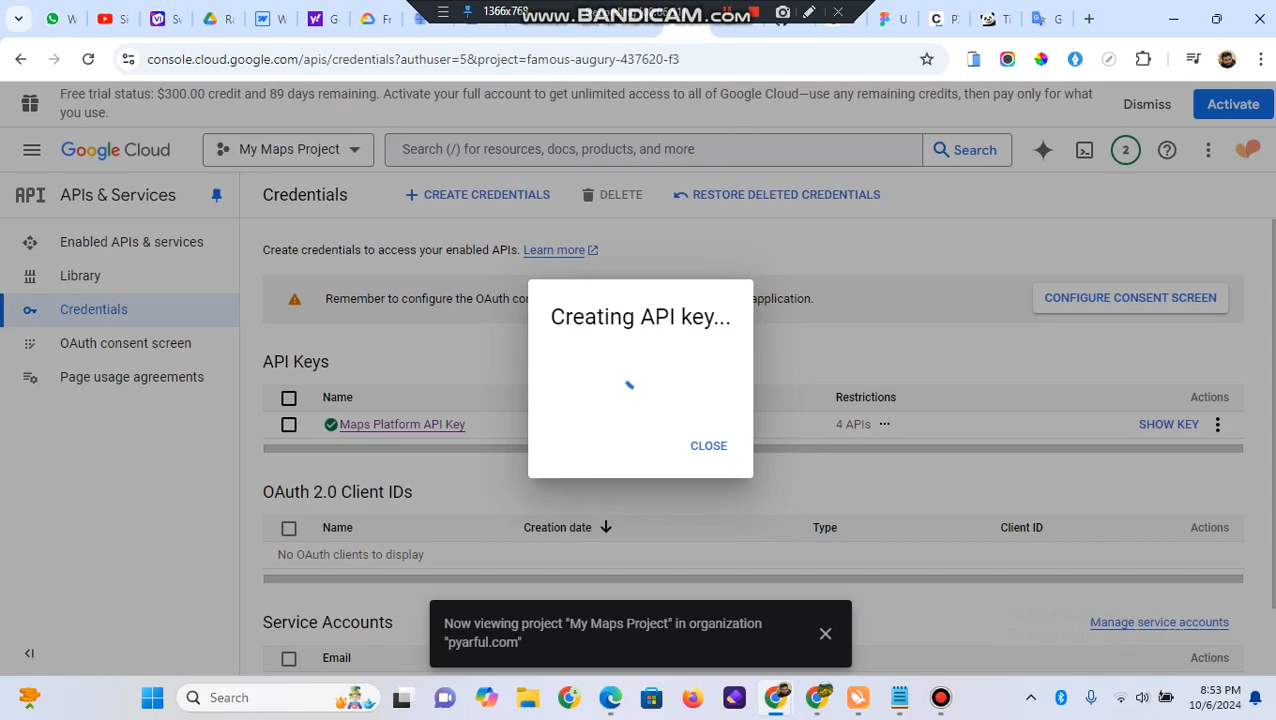 1366x768
www.BANDICAM.com
console.cloud.google.com/apis/credentials?authuser=5&project=famous-augury-437620-f3
Free trial status: $300.00 credit and 89 days remaining. Activate your full account to get unlimited access to all of Google Cloud—use any remaining credits, then pay only for what
you use.
Dismiss
Activate
Google Cloud
My Maps Project
Search (/) for resources, docs, products, and more
Search
2
API APIs & Services
Credentials
CREATE CREDENTIALS
DELETE
RESTORE DELETED CREDENTIALS
Enabled APIs & services
Library
Credentials
OAuth consent screen
Page usage agreements
Create credentials to access your enabled APIs. Learn more
Remember to configure the OAuth con
application.
CONFIGURE CONSENT SCREEN
Creating API key...
CLOSE
API Keys
Name
Restrictions
Actions
Maps Platform API Key
4 APIs
SHOW KEY
OAuth 2.0 Client IDs
Name
Creation date
Type
Client ID
Actions
No OAuth clients to display
Now viewing project "My Maps Project" in organization
"pyarful.com"
Service Accounts
Manage service accounts
Email
Actions
Search
8:53 PM
10/6/2024